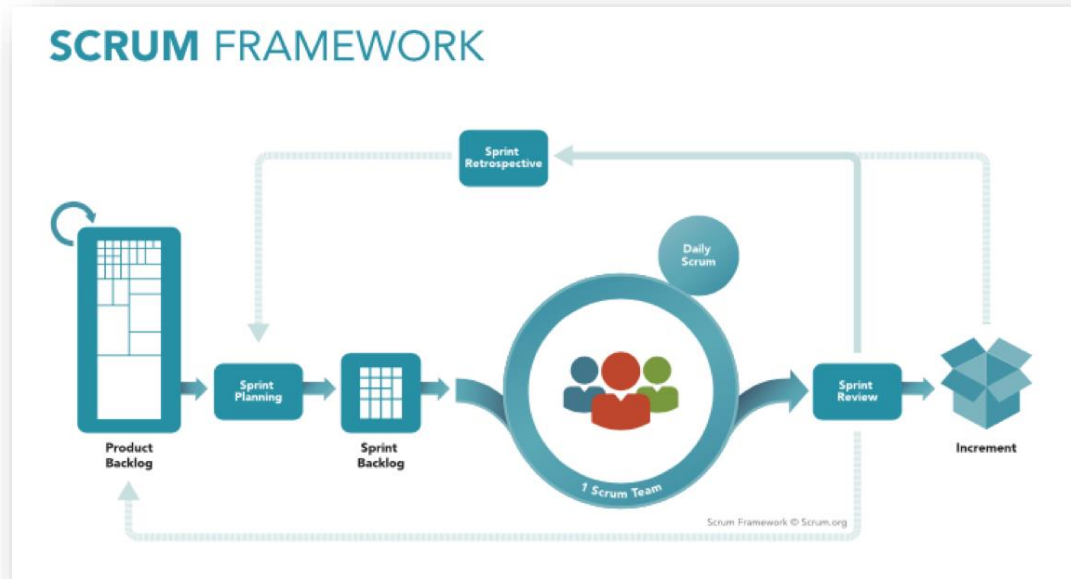 SCRUM FRAMEWORK
Sprint
Retrospective
Daily
Scrum
Sprint
Planning
Sprint
Review
Product
Backlog
Sprint
Backlog
1 Scrum Team
Increment
Scrum Framework © Scrum.org